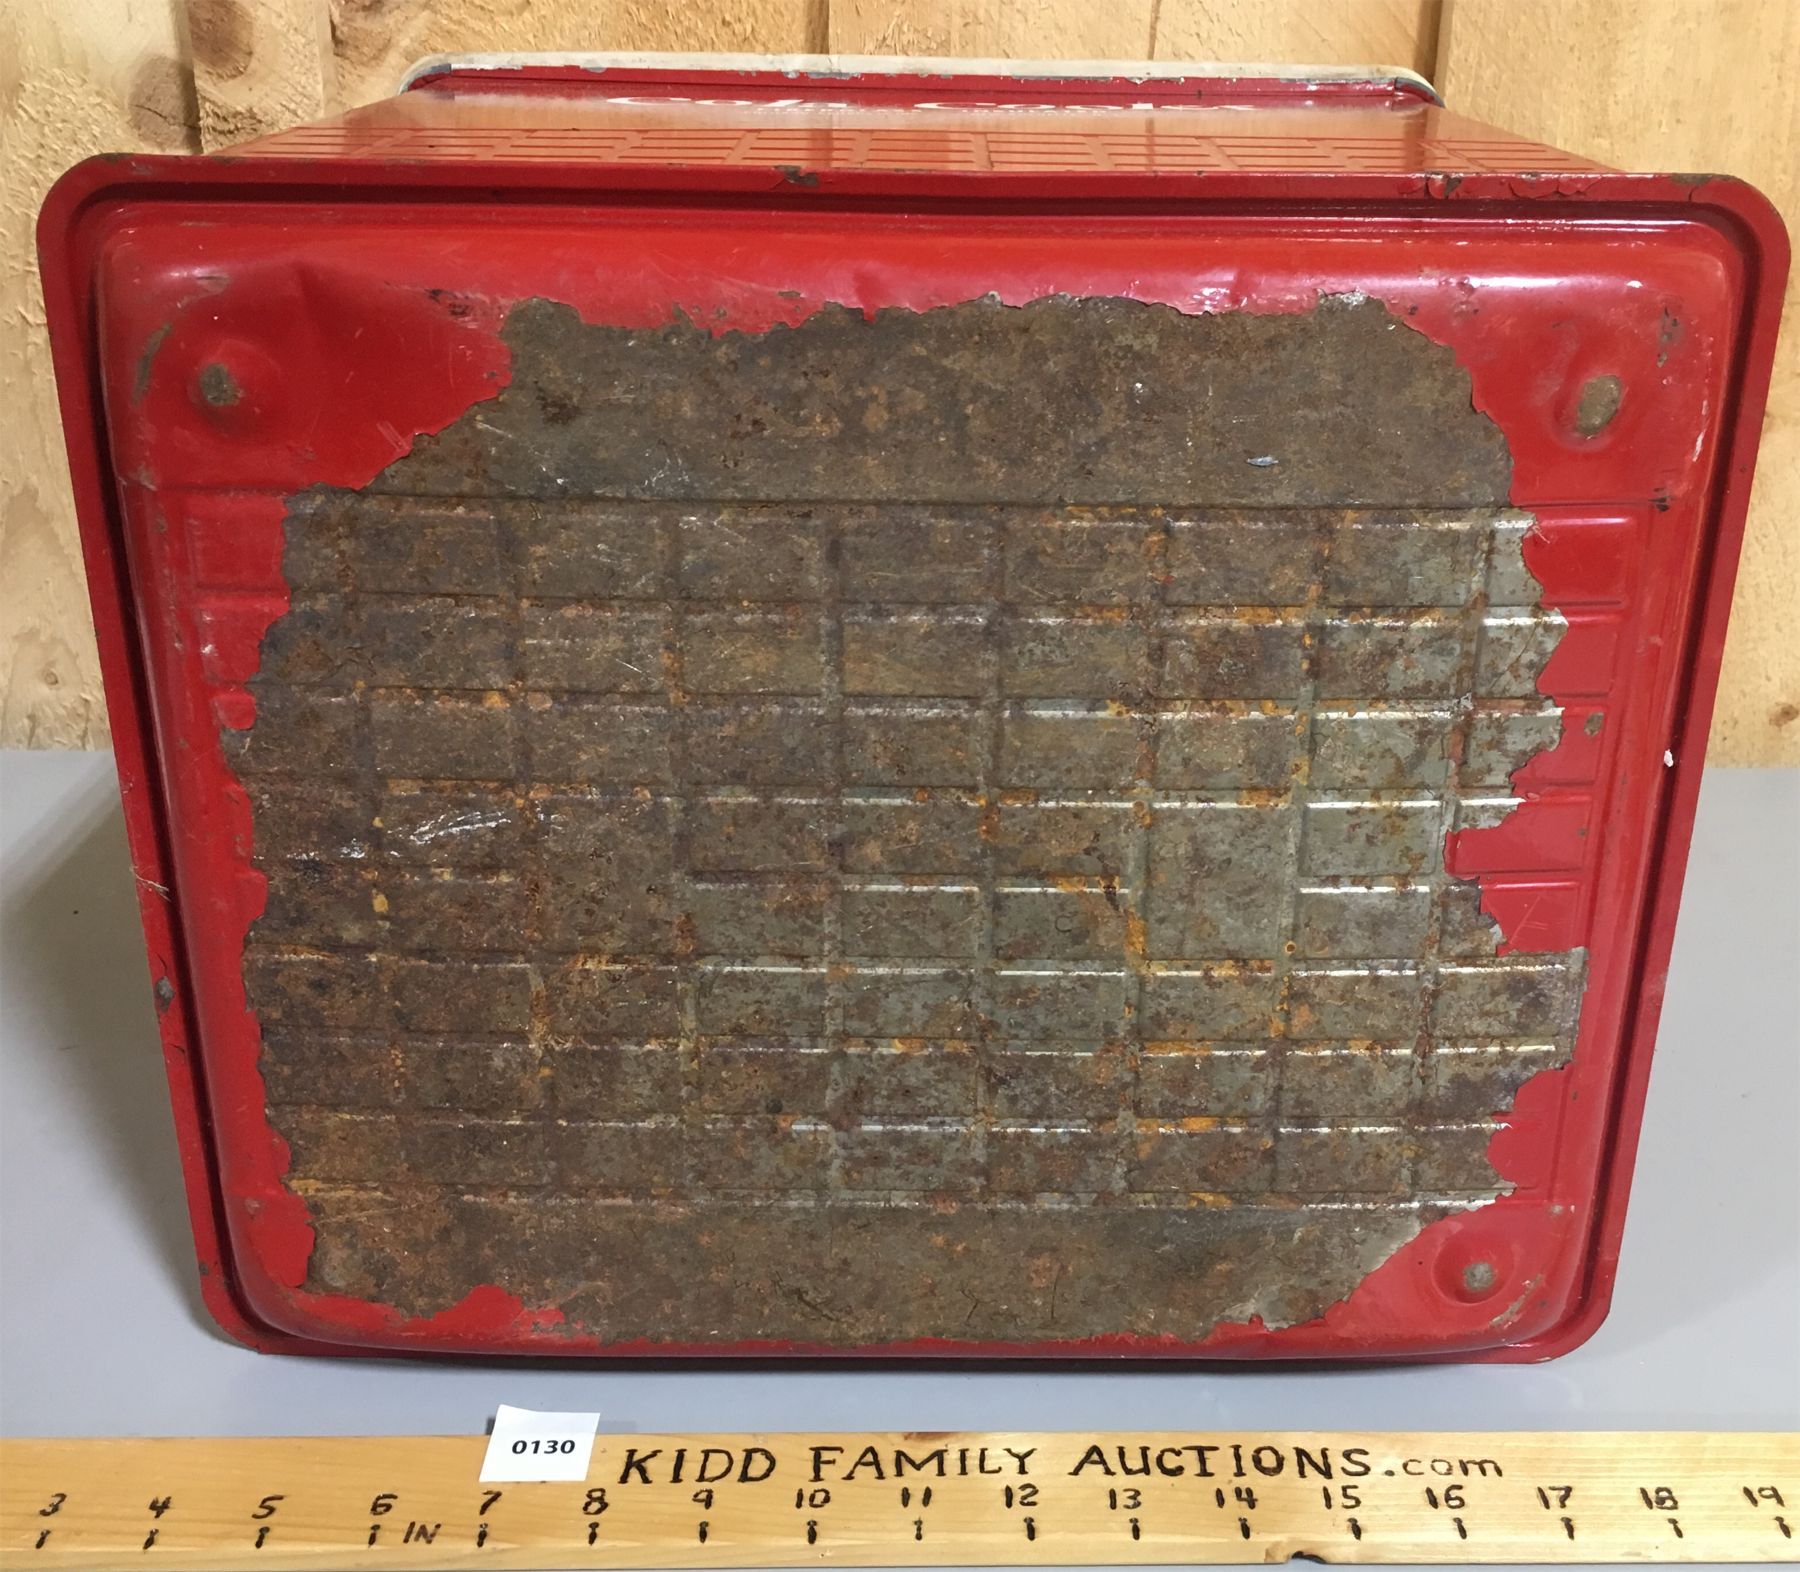 0130
KIDD FAMILY AUCTIONS.com
3 4 5 6 7 8 9 10 11 12 13 14 15 16 17 18 19
IN